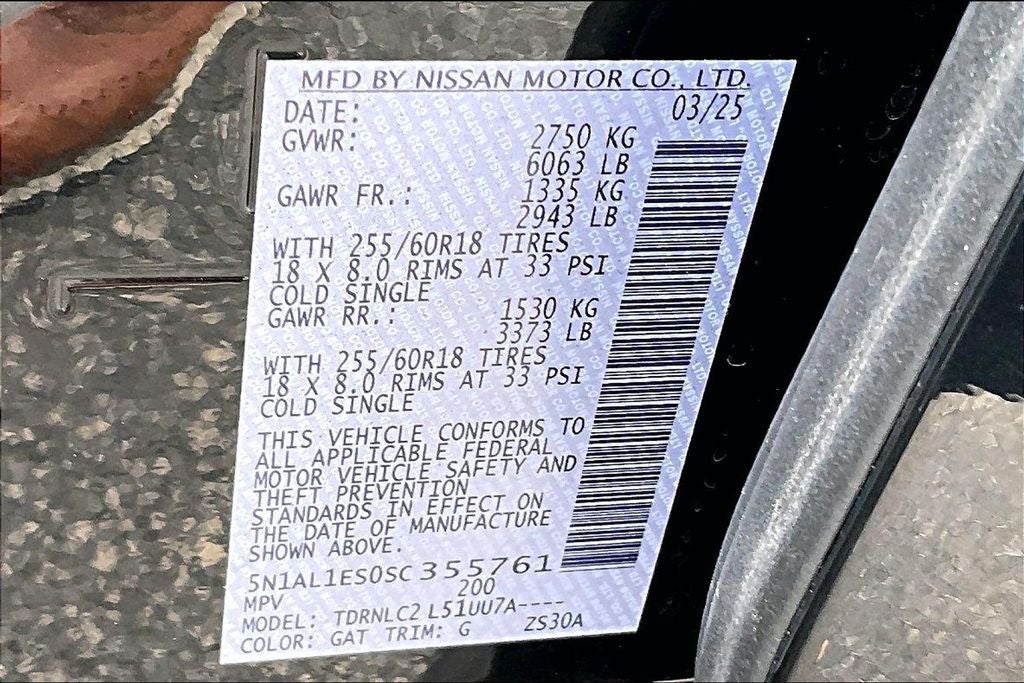 MFD BY NISSAN MOTOR CO., LTD.
DATE: 03/25
GVWR: 2750 KG
6063 LB
GAWR FR.: 1335 KG
2943 LB
WITH 255/60R18 TIRES
18 X 8.0 RIMS AT 33 PSI
COLD SINGLE
GAWR RR.: 1530 KG
3373 LB
WITH 255/60R18 TIRES
18 X 8.0 RIMS AT 33 PSI
COLD SINGLE
THIS VEHICLE CONFORMS TO
ALL APPLICABLE FEDERAL
MOTOR VEHICLE SAFETY AND
THEFT PREVENTION
STANDARDS IN EFFECT ON
THE DATE OF MANUFACTURE
SHOWN ABOVE.
5N1AL1ES0SC355761
MPV 200
MODEL: TDRNLC2 L51UU7A----
COLOR: GAT TRIM: G ZS30A